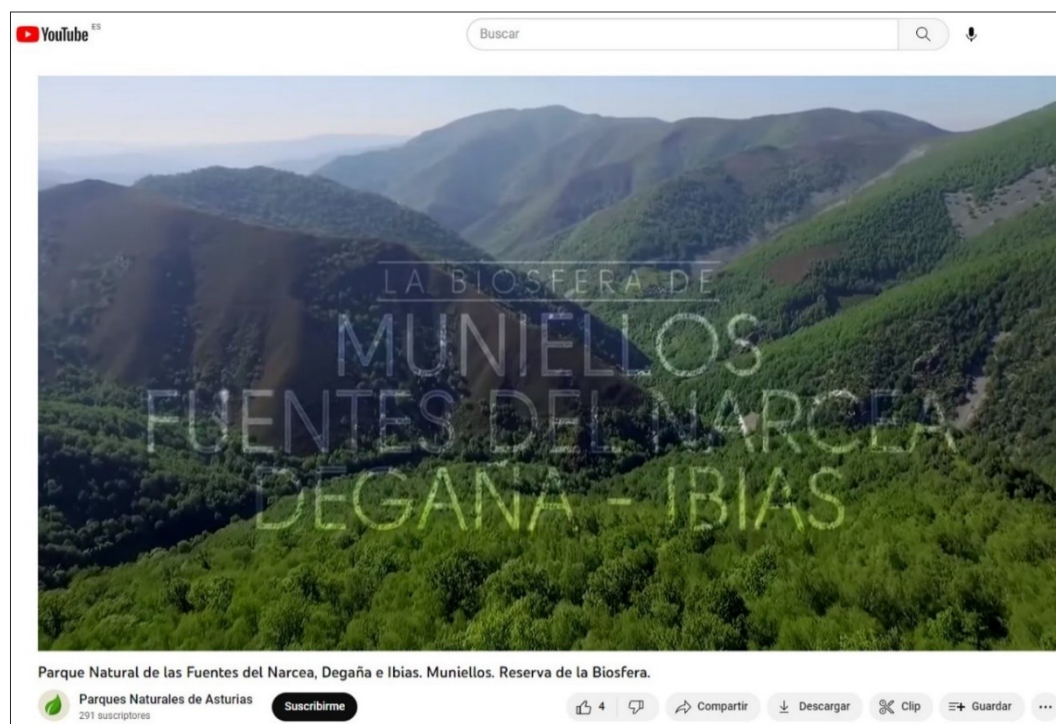 YouTube ES
Buscar
LA BIOSFERA DE
MUNIELLOS
FUENTES DEL NARCEA
DEGAÑA - IBIAS
Parque Natural de las Fuentes del Narcea, Degaña e Ibias. Muniellos. Reserva de la Biosfera.
Parques Naturales de Asturias
291 suscriptores
Suscribirme
4
Compartir
Descargar
Clip
Guardar